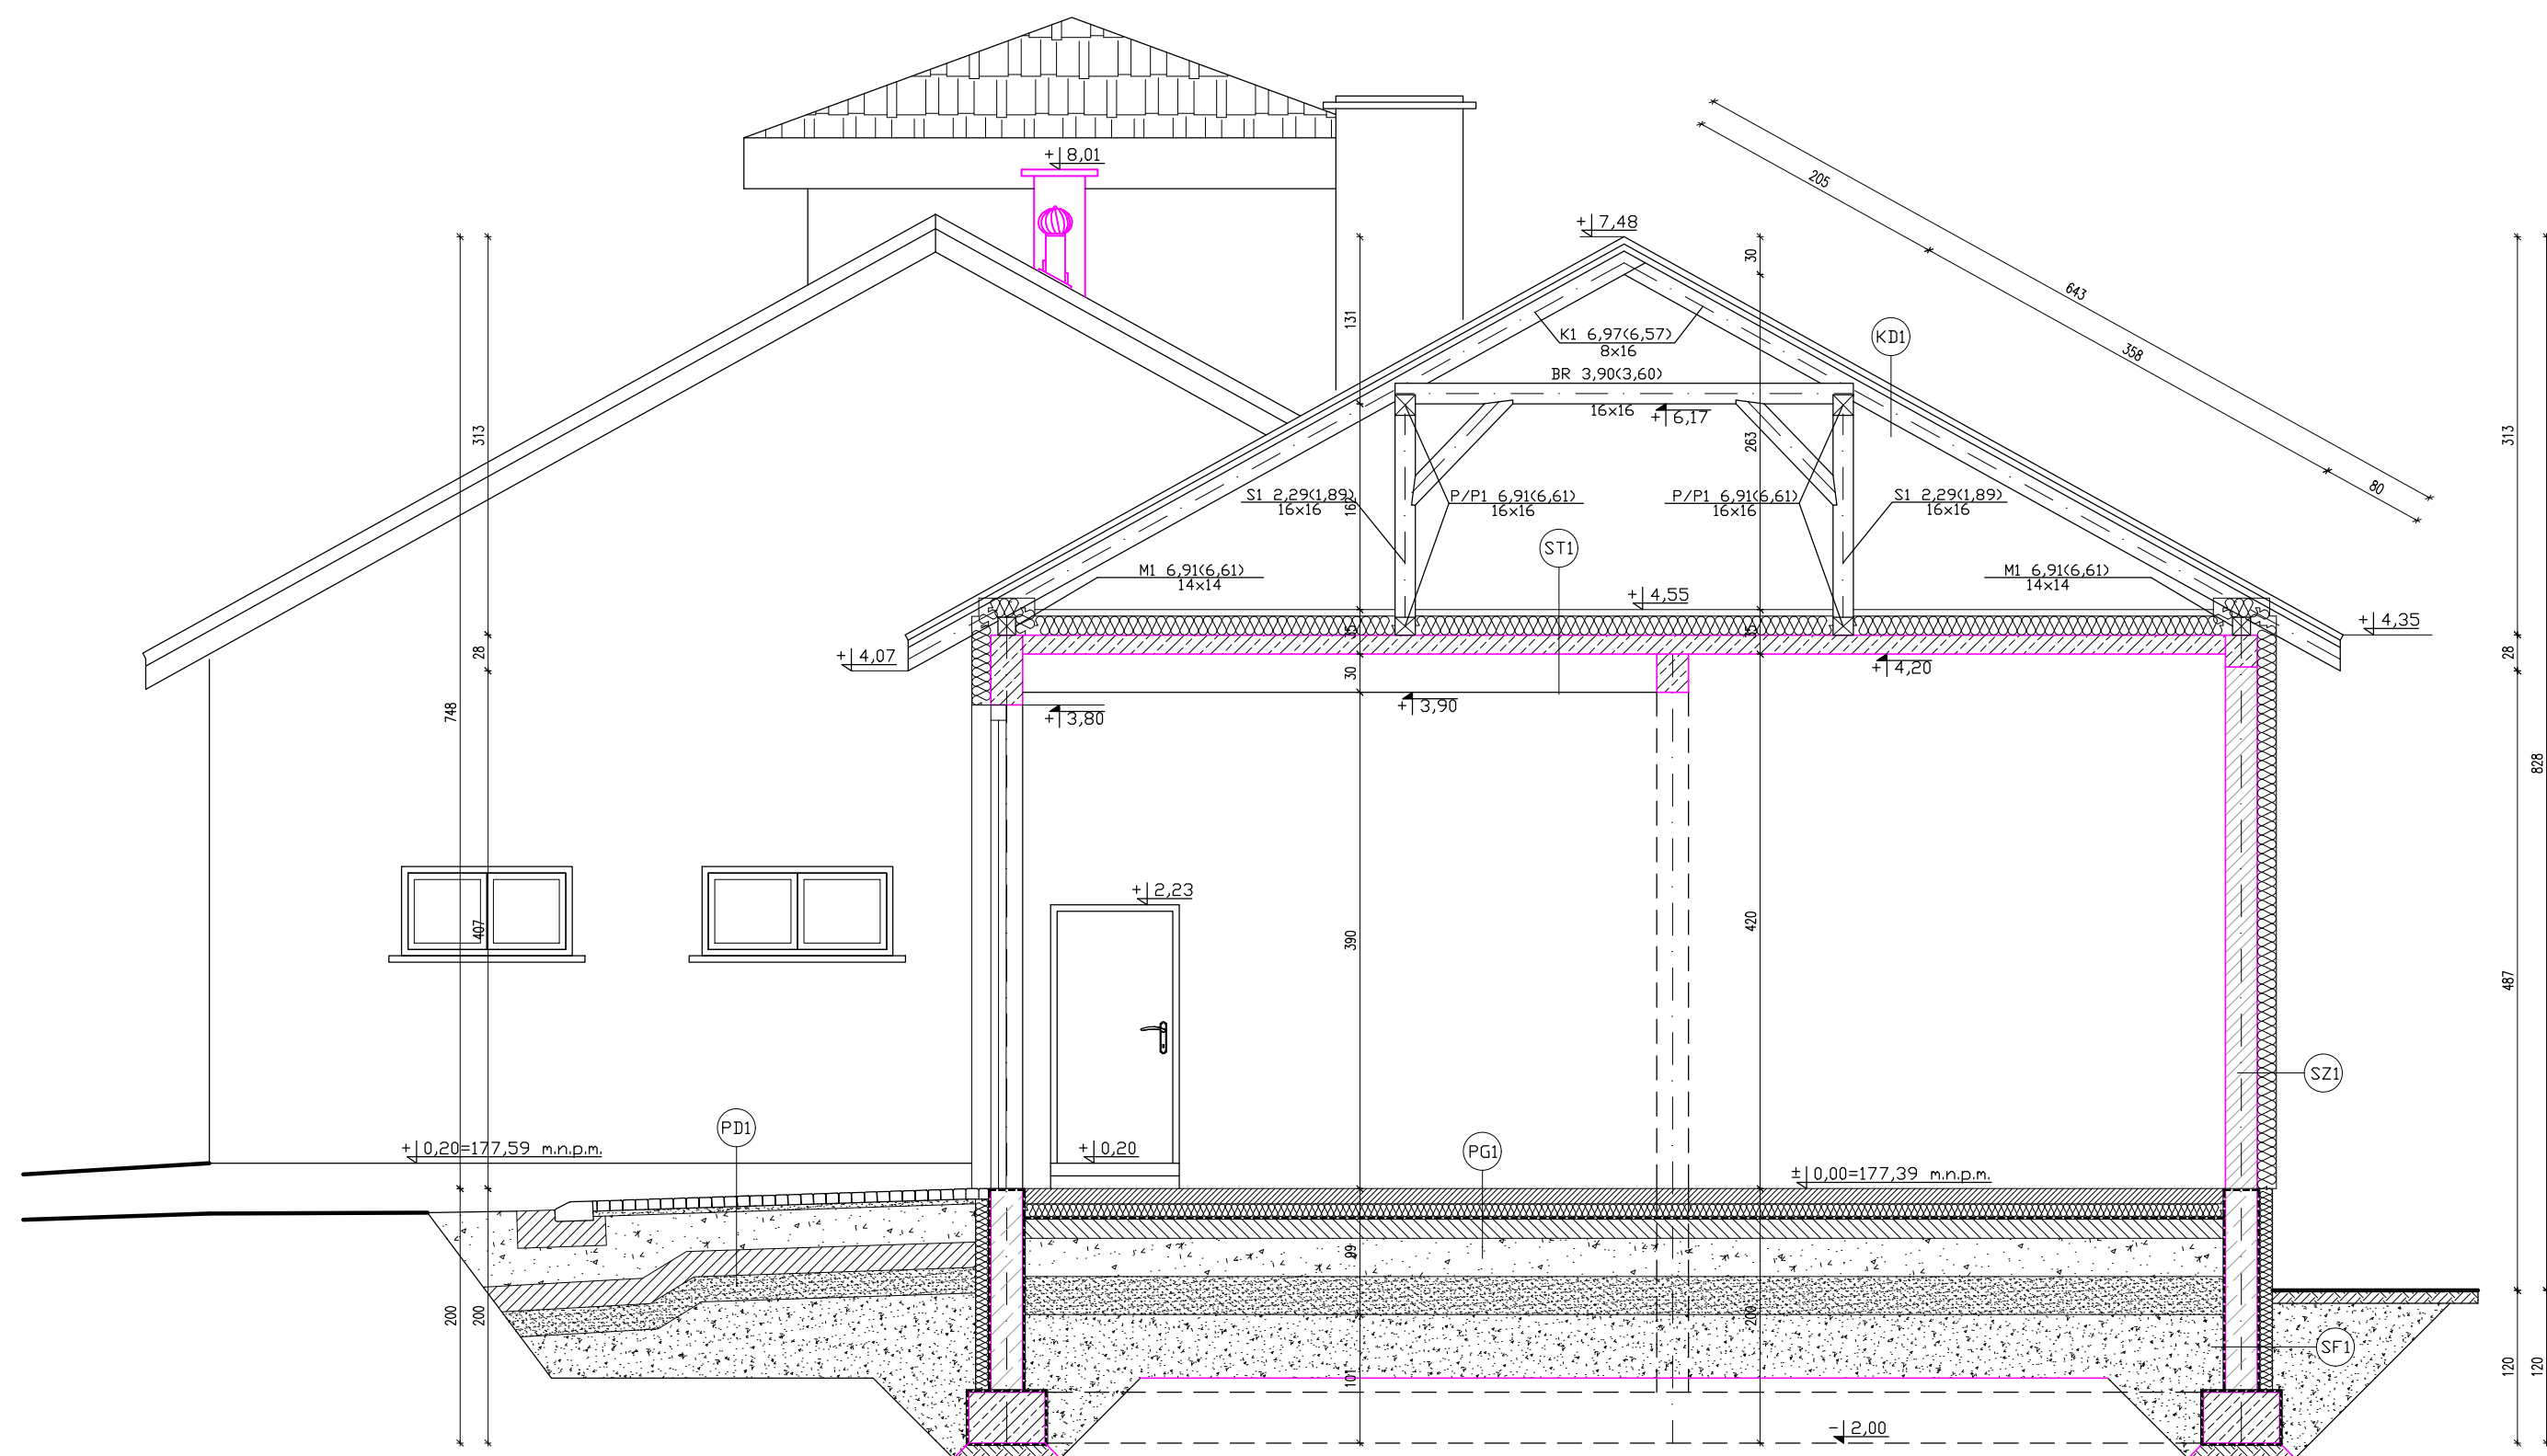 +8,01
205
+7,48
30
643
131
K1 6,97(6,57)
8x16
KD1
358
BR 3,90(3,60)
16x16
+6,17
313
263
313
80
S1 2,29(1,89)
16x16
162
P/P1 6,91(6,61)
16x16
P/P1 6,91(6,61)
16x16
S1 2,29(1,89)
16x16
ST1
M1 6,91(6,61)
14x14
M1 6,91(6,61)
14x14
+4,55
+4,35
35
35
28
+4,07
28
30
+4,20
748
+3,80
+3,90
828
+2,23
407
390
420
487
SZ1
PD1
+0,20=177,59 m.n.p.m.
+0,20
PG1
±0,00=177,39 m.n.p.m.
99
200
200
200
SF1
101
120
120
-2,00